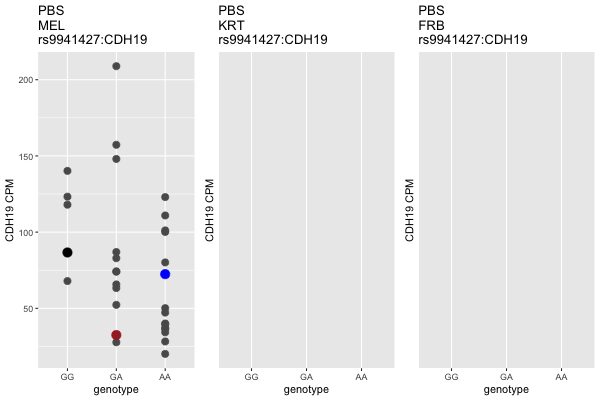 PBS
MEL
rs9941427:CDH19
PBS
KRT
rs9941427:CDH19
PBS
FRB
rs9941427:CDH19
CDH19 CPM
200
150
100
50
GG GA AA
genotype
CDH19 CPM
GG GA AA
genotype
CDH19 CPM
GG GA AA
genotype